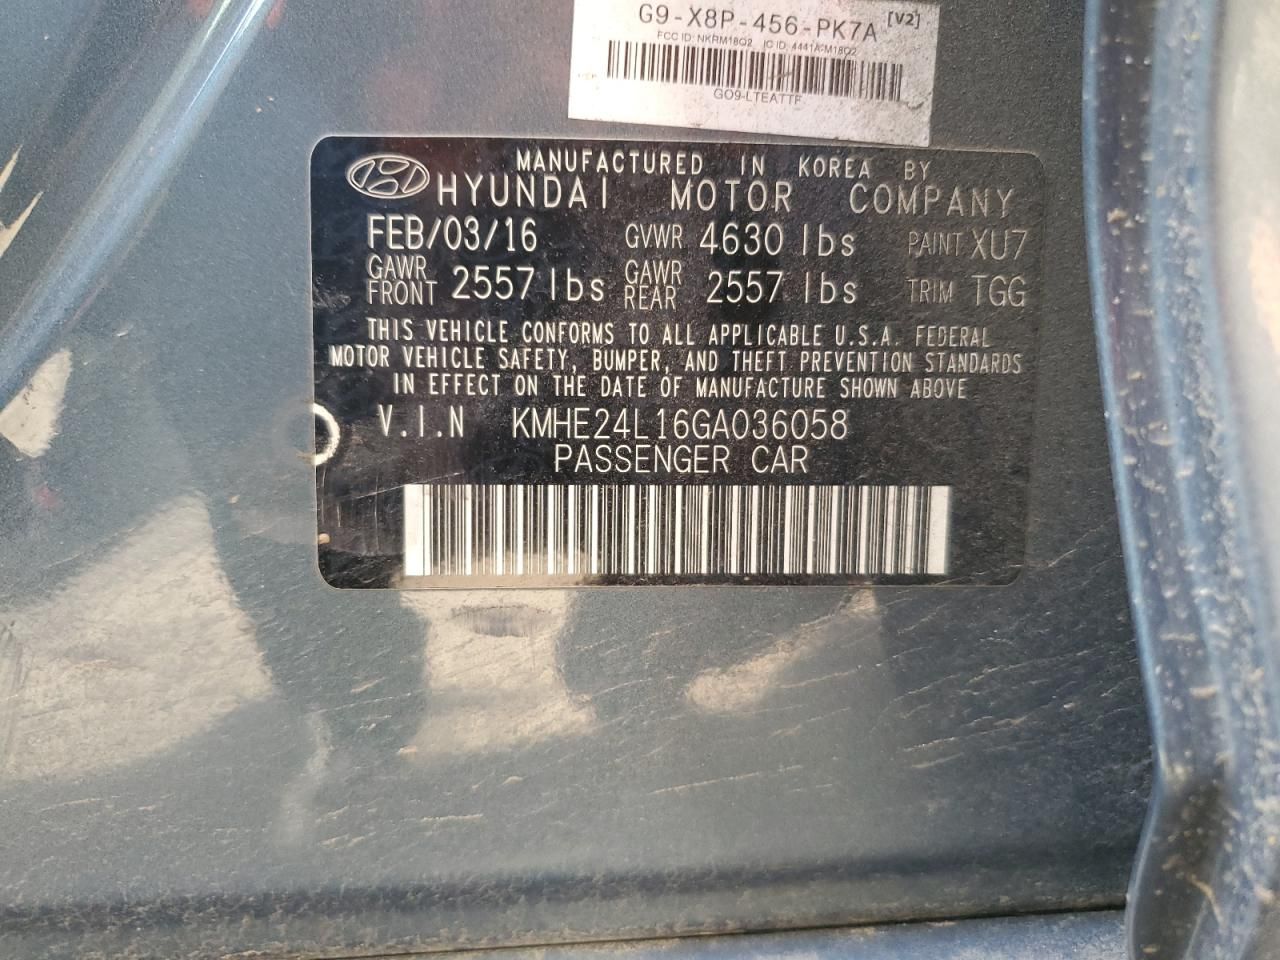 G9-X8P-456-PK7A [V2]
FCC ID: NKRM18Q2 IC ID: 4441A-M18Q2
GO9-LTEATTF
MANUFACTURED IN KOREA BY
HYUNDAI MOTOR COMPANY
FEB/03/16 GVWR 4630 lbs PAINT XU7
GAWR FRONT 2557 lbs GAWR REAR 2557 lbs TRIM TGG
THIS VEHICLE CONFORMS TO ALL APPLICABLE U.S.A. FEDERAL
MOTOR VEHICLE SAFETY, BUMPER, AND THEFT PREVENTION STANDARDS
IN EFFECT ON THE DATE OF MANUFACTURE SHOWN ABOVE
V.I.N KMHE24L16GA036058
PASSENGER CAR